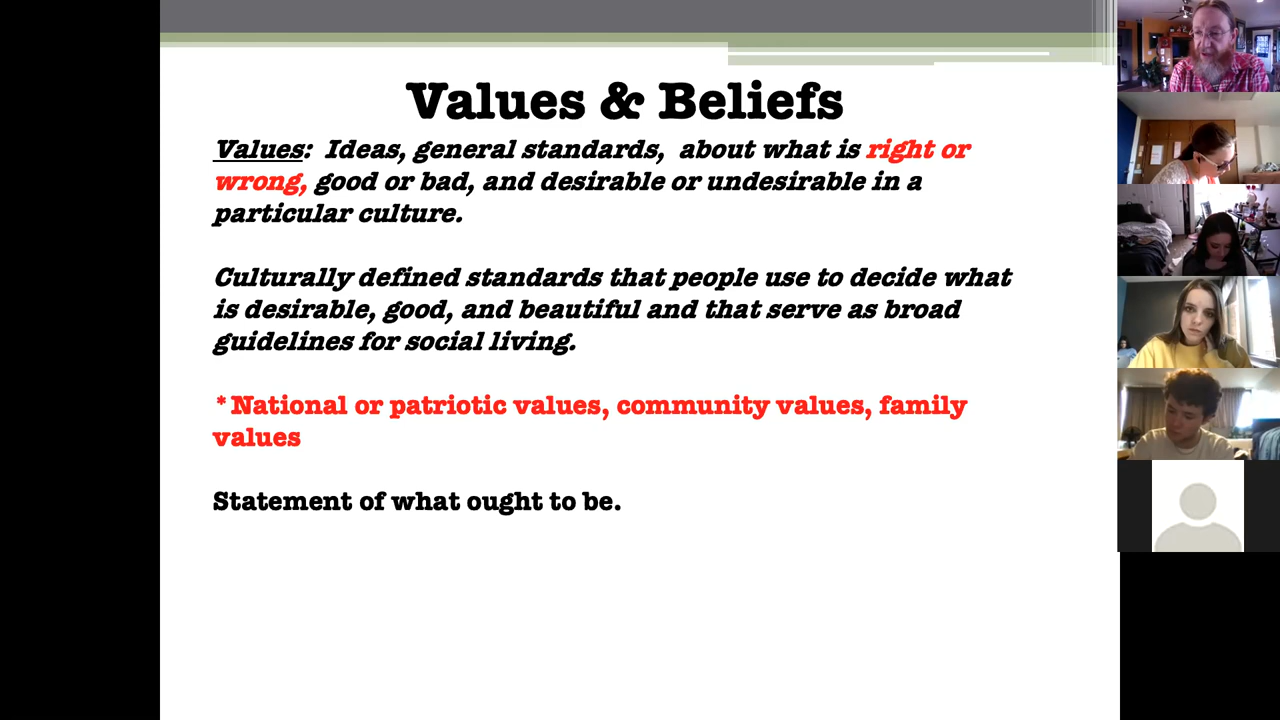 Values & Beliefs
Values: Ideas, general standards, about what is right or
wrong, good or bad, and desirable or undesirable in a
particular culture.
Culturally defined standards that people use to decide what
is desirable, good, and beautiful and that serve as broad
guidelines for social living.
*National or patriotic values, community values, family
values
Statement of what ought to be.